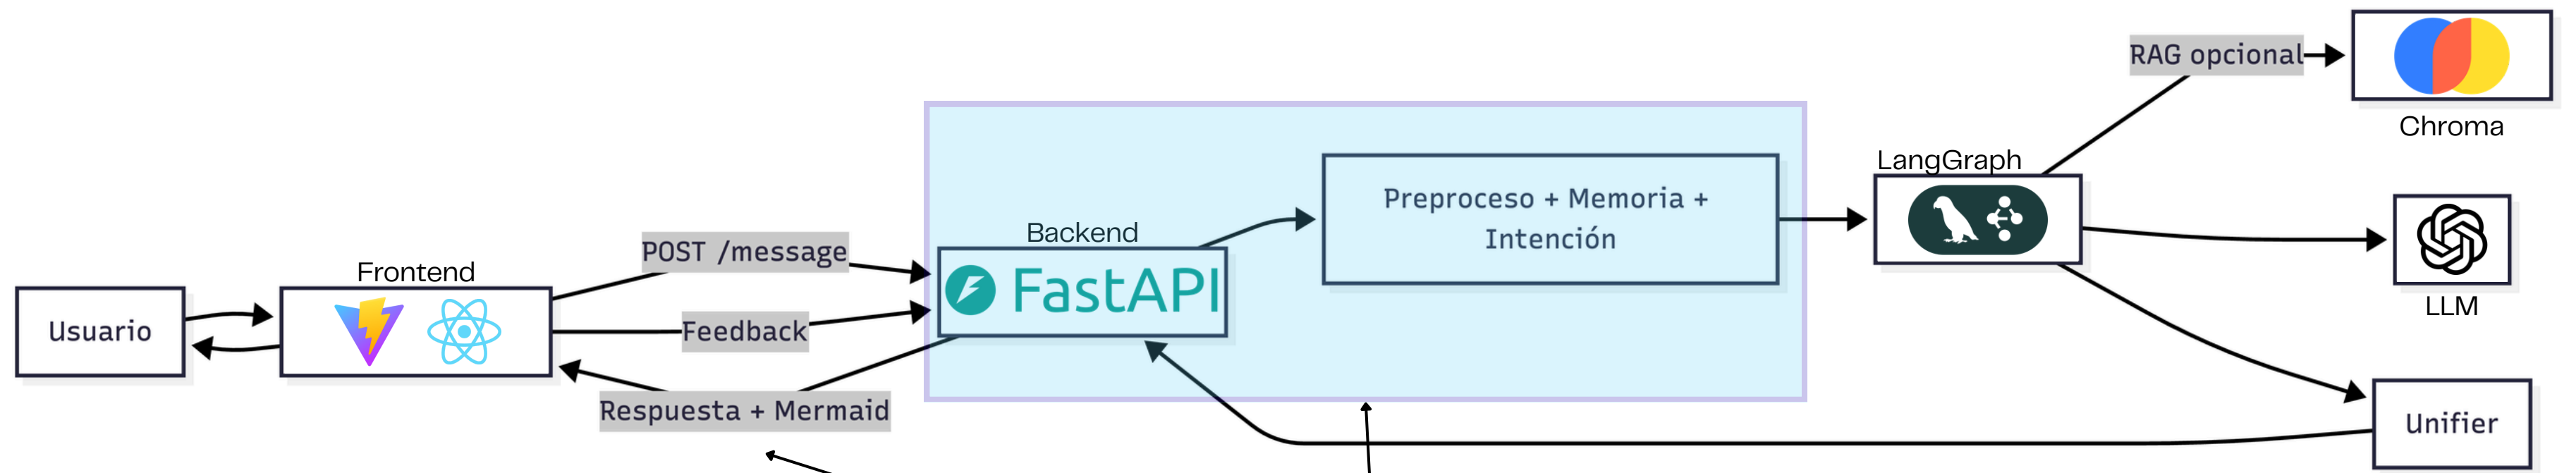 RAG opcional
Chroma
LangGraph
Preproceso + Memoria +
Intención
Backend
FastAPI
POST /message
Frontend
Usuario
Feedback
Respuesta + Mermaid
LLM
Unifier